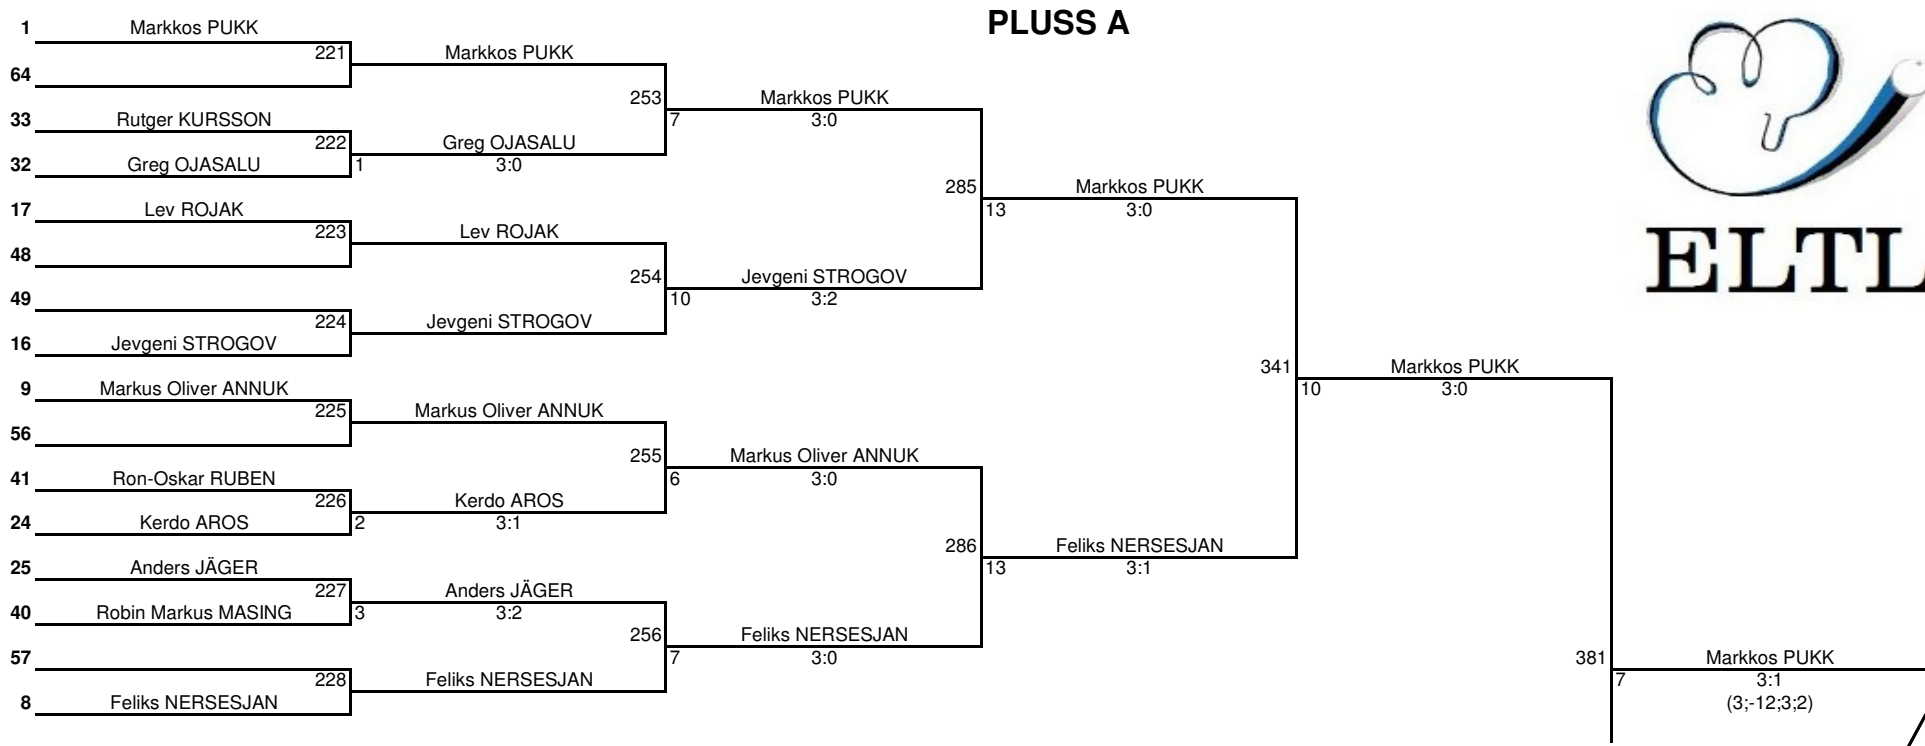 PLUSS A
1 Markkos PUKK
221 Markkos PUKK
64
253 Markkos PUKK
7 3:0
33 Rutger KURSSON
222 Greg OJASALU
32 Greg OJASALU 1 3:0
285 Markkos PUKK
13 3:0
17 Lev ROJAK
223 Lev ROJAK
48
254 Jevgeni STROGOV
10 3:2
49
224 Jevgeni STROGOV
16 Jevgeni STROGOV
ELTL
341 Markkos PUKK
10 3:0
9 Markus Oliver ANNUK
225 Markus Oliver ANNUK
56
255 Markus Oliver ANNUK
6 3:0
41 Ron-Oskar RUBEN
226 Kerdo AROS
24 Kerdo AROS 2 3:1
286 Feliks NERSESJAN
13 3:1
25 Anders JÄGER
227 Anders JÄGER
40 Robin Markus MASING 3 3:2
256 Feliks NERSESJAN
7 3:0
57
228 Feliks NERSESJAN
8 Feliks NERSESJAN
381 Markkos PUKK
7 3:1
(3;-12;3;2)